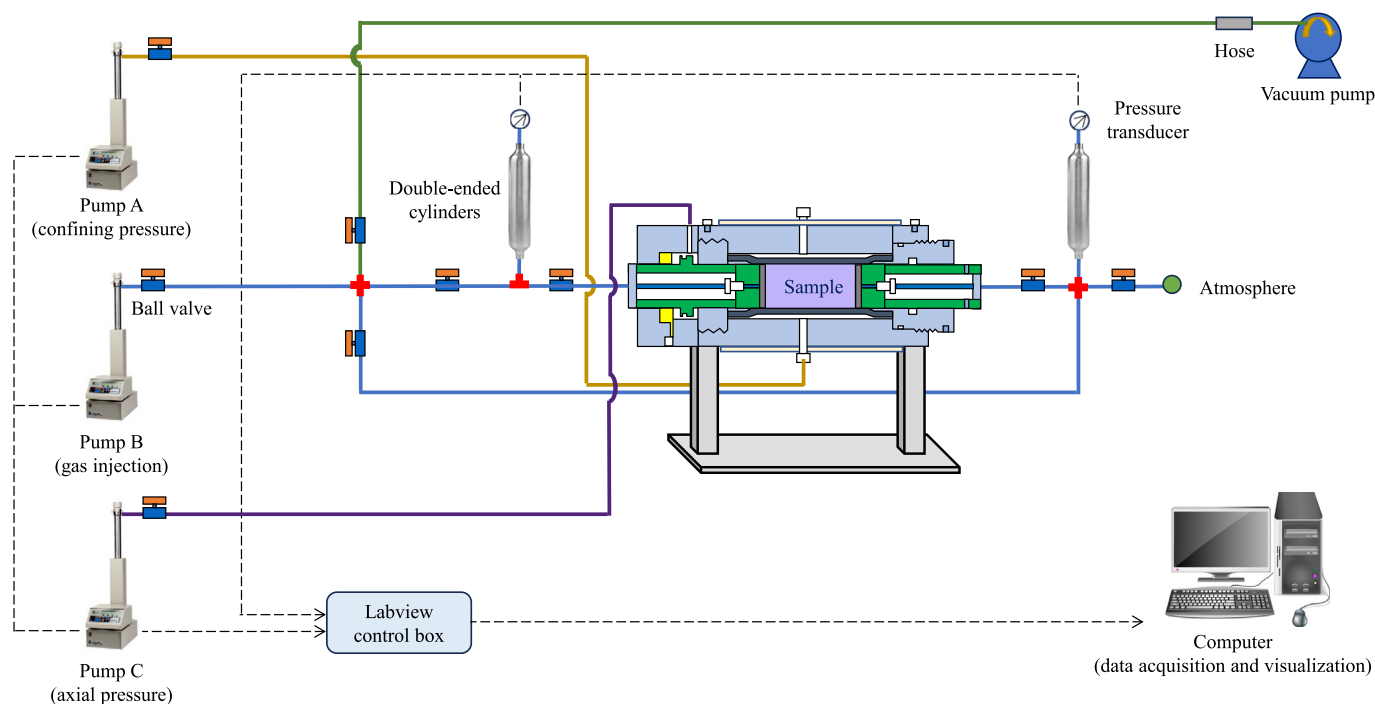 Hose
Vacuum pump
Pressure
transducer
Double-ended
cylinders
Pump A
(confining pressure)
Ball valve
Sample
Atmosphere
Pump B
(gas injection)
Labview
control box
Computer
(data acquisition and visualization)
Pump C
(axial pressure)